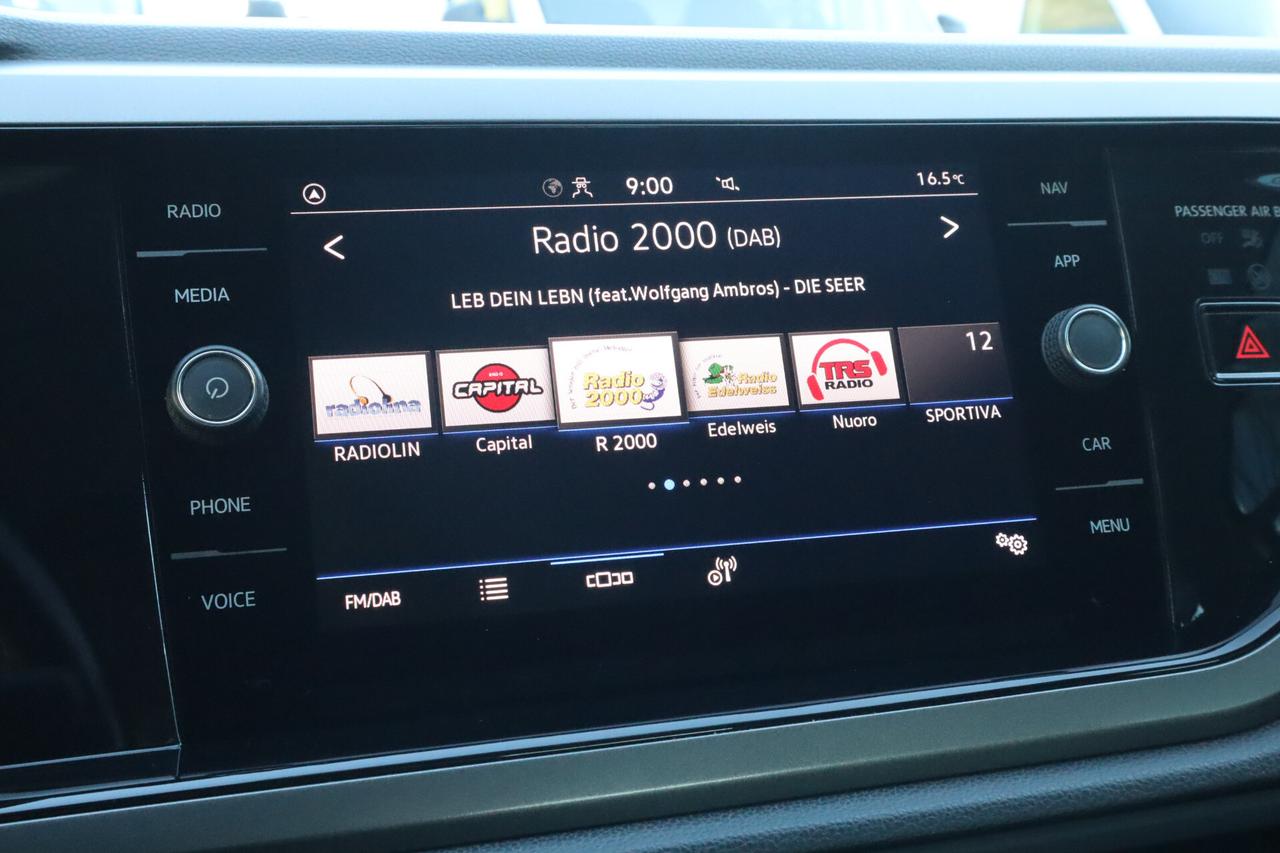 RADIO
MEDIA
PHONE
VOICE
9:00
16.5°C
Radio 2000 (DAB)
LEB DEIN LEBN (feat.Wolfgang Ambros) - DIE SEER
radiolina
CAPITAL
Radio
2000
Radio
Edelweiss
TRS
RADIO
12
RADIOLIN
Capital
R 2000
Edelweis
Nuoro
SPORTIVA
FM/DAB
NAV
APP
CAR
MENU
PASSENGER AIR
OFF